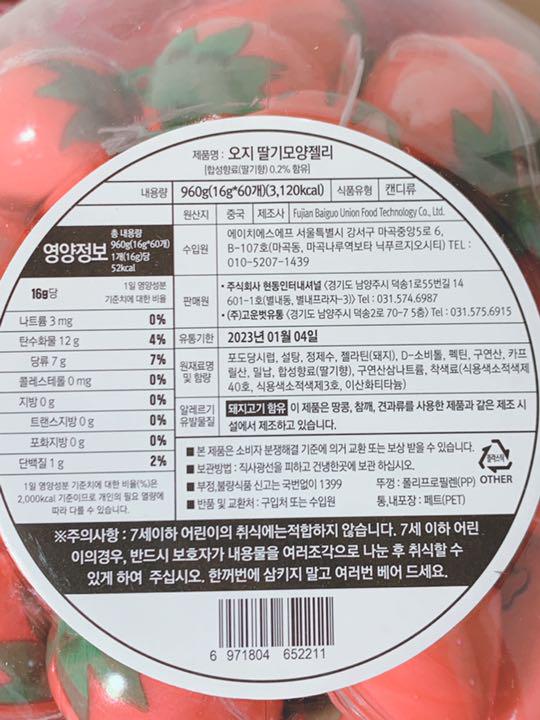 제품명 : 오지 딸기모양젤리
[합성향료(딸기향) 0.2% 함유]
내용량 960g(16g*60개)(3,120kcal) 식품유형 캔디류
원산지 중국 제조사 Fujian Baiguo Union Food Technology Co., Ltd.
영양정보 총 내용량
960g(16g*60개)
1개(16g)당
52kcal
수입원 에이치에스에프 서울특별시 강서구 마곡중앙5로 6,
B-107호(마곡동, 마곡나루역보타 닉푸르지오시티) TEL :
010-5207-1439
16g당 1일 영양성분
기준치에 대한 비율
나트륨 3 mg 0%
탄수화물 12 g 4%
당류 7 g 7%
콜레스테롤 0 mg 0%
지방 0 g 0%
트랜스지방 0 g 0%
포화지방 0 g 0%
단백질 1 g 2%
1일 영양성분 기준치에 대한 비율(%)은
2,000kcal 기준이므로 개인의 필요 열량에
따라 다를 수 있습니다.
판매원 • 주식회사 현동인터내셔널 (경기도 남양주시 덕송1로55번길 14
601-1호(별내동, 별내프라자-3)) Tel : 031.574.6987
• (주)고운벗유통 (경기도 남양주시 덕송2로 70-7 5층) Tel : 031.575.6915
유통기한 2023년 01월 04일
원재료명
및 함량 포도당시럽, 설탕, 정제수, 젤라틴(돼지), D-소비톨, 펙틴, 구연산, 카프
릴산, 밀납, 합성향료(딸기향), 구연산삼나트륨, 착색료(식용색소적색제
40호, 식용색소적색제3호, 이산화티타늄)
알레르기
유발물질 돼지고기 함유 이 제품은 땅콩, 참깨, 견과류를 사용한 제품과 같은 제조 시
설에서 제조하고 있습니다.
■ 본 제품은 소비자 분쟁해결 기준에 의거 교환 또는 보상 받을 수 있습니다.
■ 보관방법 : 직사광선을 피하고 건냉한곳에 보관 하십시오.
■ 부정,불량식품 신고는 국번없이 1399
■ 반품 및 교환처 : 구입처 또는 수입원
플라스틱
OTHER
뚜껑 : 폴리프로필렌(PP)
통,내포장 : 페트(PET)
※주의사항 : 7세이하 어린이의 취식에는적합하지 않습니다. 7세 이하 어린
이의경우, 반드시 보호자가 내용물을 여러조각으로 나눈 후 취식할 수
있게 하여 주십시오. 한꺼번에 삼키지 말고 여러번 베어 드세요.
6 971804 652211